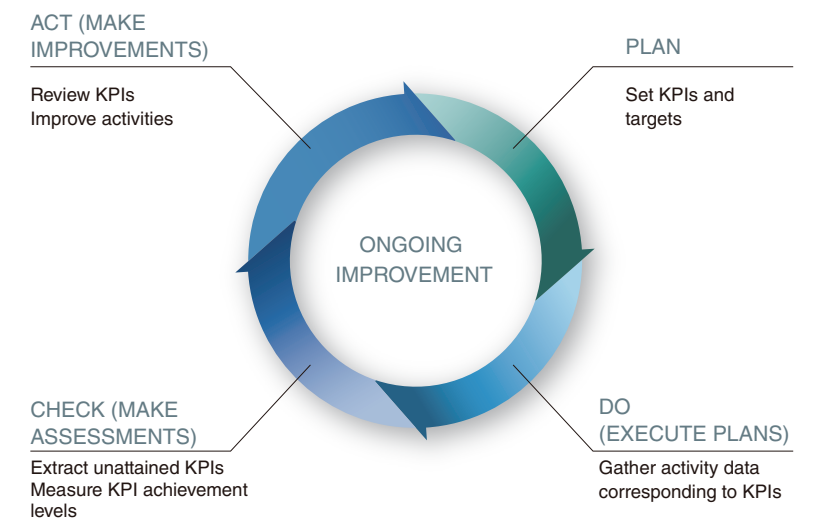 ACT (MAKE
IMPROVEMENTS)
Review KPIs
Improve activities
PLAN
Set KPIs and
targets
ONGOING
IMPROVEMENT
CHECK (MAKE
ASSESSMENTS)
Extract unattained KPIs
Measure KPI achievement
levels
DO
(EXECUTE PLANS)
Gather activity data
corresponding to KPIs